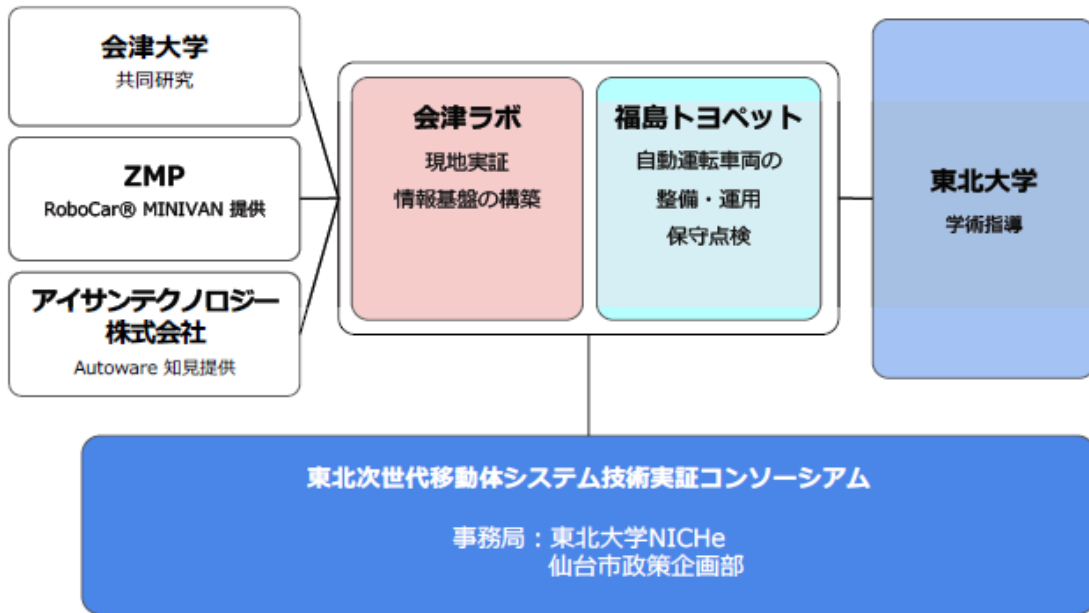 会津大学
共同研究
ZMP
RoboCar® MINIVAN 提供
アイサンテクノロジー
株式会社
Autoware 知見提供
会津ラボ
現地実証
情報基盤の構築
福島トヨペット
自動運転車両の
整備・運用
保守点検
東北大学
学術指導
東北次世代移動体システム技術実証コンソーシアム
事務局：東北大学NICHe
仙台市政策企画部